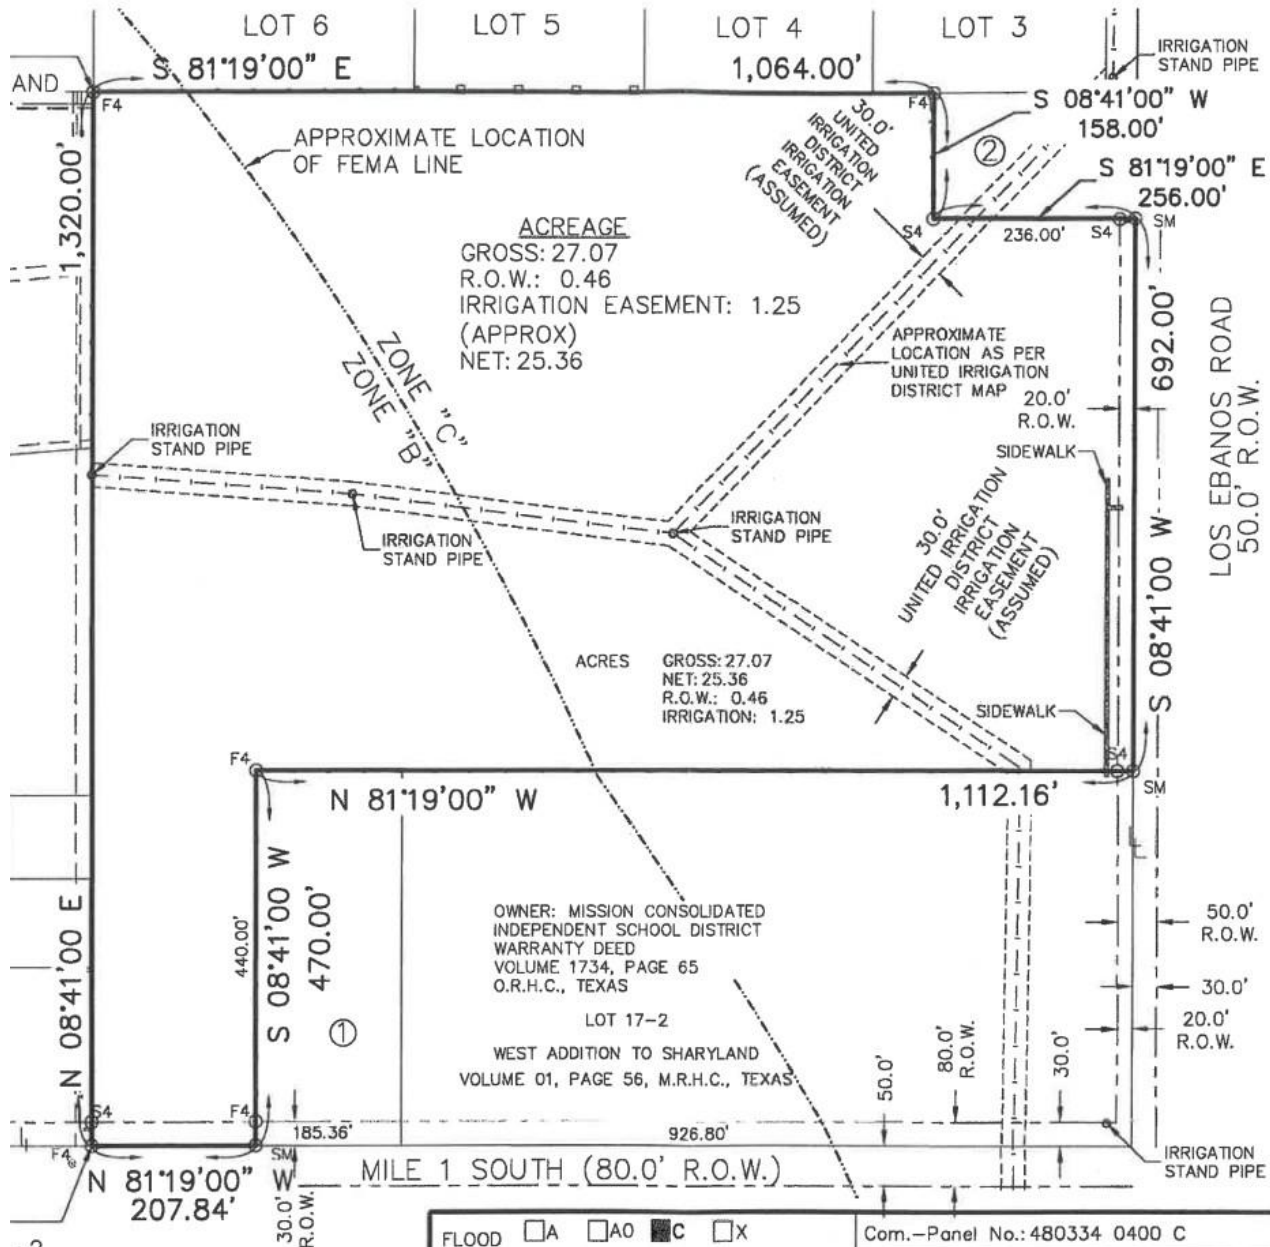 LOT 6
LOT 5
LOT 4
LOT 3
IRRIGATION
STAND PIPE
S 81°19'00" E
1,064.00'
AND
F4
F4
S 08°41'00" W
158.00'
30.0'
UNITED
IRRIGATION
DISTRICT
IRRIGATION
EASEMENT
(ASSUMED)
2
APPROXIMATE LOCATION
OF FEMA LINE
S 81°19'00" E
256.00'
1,320.00'
ACREAGE
GROSS: 27.07
R.O.W.: 0.46
IRRIGATION EASEMENT: 1.25
(APPROX)
NET: 25.36
S4
236.00'
S4
SM
692.00'
LOS EBANOS ROAD
50.0' R.O.W.
ZONE "C"
ZONE "B"
APPROXIMATE
LOCATION AS PER
UNITED IRRIGATION
DISTRICT MAP
20.0'
R.O.W.
IRRIGATION
STAND PIPE
SIDEWALK
IRRIGATION
STAND PIPE
IRRIGATION
STAND PIPE
30.0'
UNITED IRRIGATION
DISTRICT
IRRIGATION
EASEMENT
(ASSUMED)
S 08°41'00 W
ACRES
GROSS: 27.07
NET: 25.36
R.O.W.: 0.46
IRRIGATION: 1.25
SIDEWALK
F4
S4
SM
N 81°19'00" W
1,112.16'
N 08°41'00 E
440.00'
S 08°41'00 W
470.00'
1
OWNER: MISSION CONSOLIDATED
INDEPENDENT SCHOOL DISTRICT
WARRANTY DEED
VOLUME 1734, PAGE 65
O.R.H.C., TEXAS
LOT 17-2
WEST ADDITION TO SHARYLAND
VOLUME 01, PAGE 56, M.R.H.C., TEXAS
50.0'
R.O.W.
30.0'
20.0'
R.O.W.
50.0'
80.0'
R.O.W.
30.0'
S4
F4
185.36'
926.80'
F4
SM
N 81°19'00" W
207.84'
MILE 1 SOUTH (80.0' R.O.W.)
IRRIGATION
STAND PIPE
30.0'
R.O.W.
FLOOD
A
AO
C
X
Com.-Panel No.: 480334 0400 C